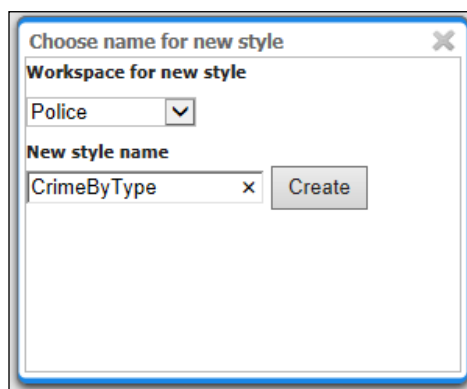 Choose name for new style
Workspace for new style
Police
New style name
CrimeByType
Create